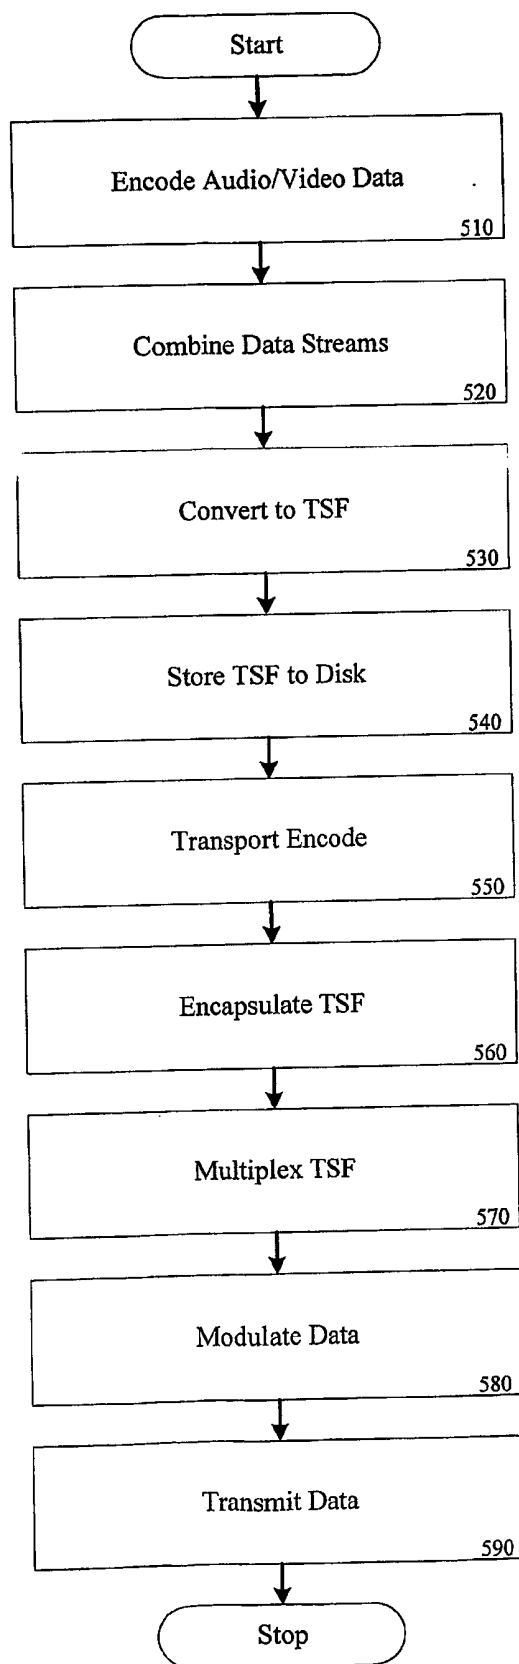 Start
Encode Audio/Video Data
510
Combine Data Streams
520
Convert to TSF
530
Store TSF to Disk
540
Transport Encode
550
Encapsulate TSF
560
Multiplex TSF
570
Modulate Data
580
Transmit Data
590
Stop